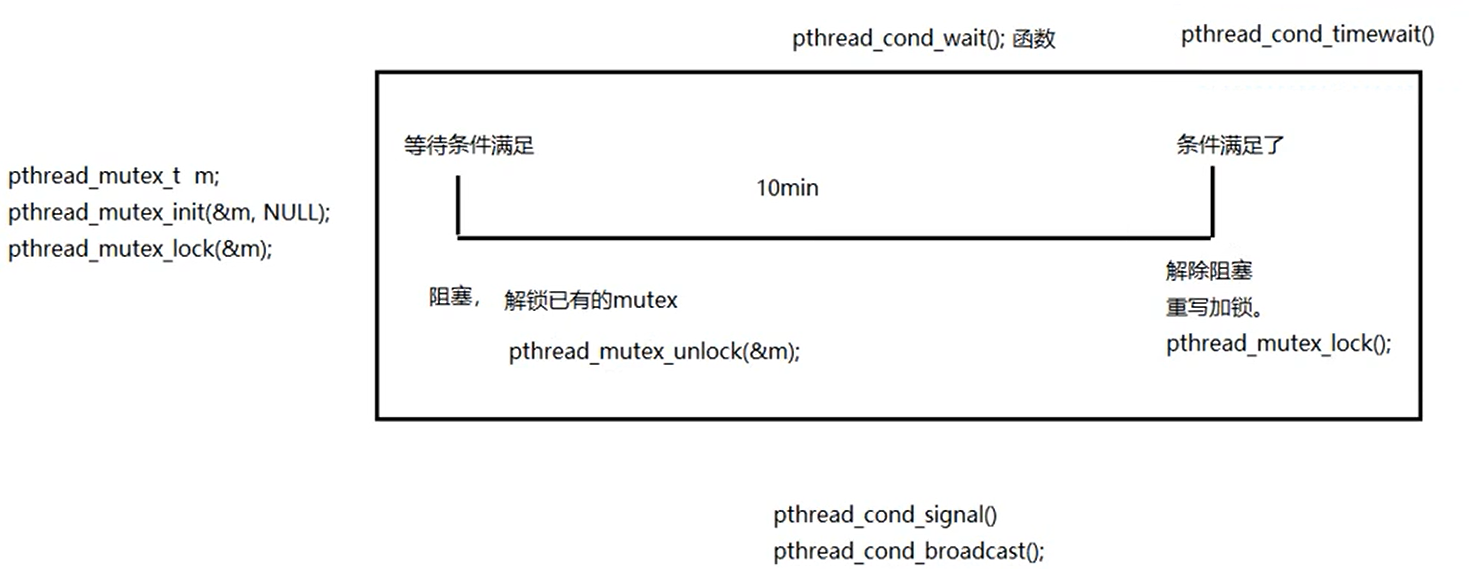 pthread_cond_wait(); 函数
pthread_cond_timewait()
pthread_mutex_t  m;
pthread_mutex_init(&m, NULL);
pthread_mutex_lock(&m);
等待条件满足
10min
条件满足了
阻塞，
解锁已有的mutex
pthread_mutex_unlock(&m);
解除阻塞
重写加锁。
pthread_mutex_lock();
pthread_cond_signal()
pthread_cond_broadcast();